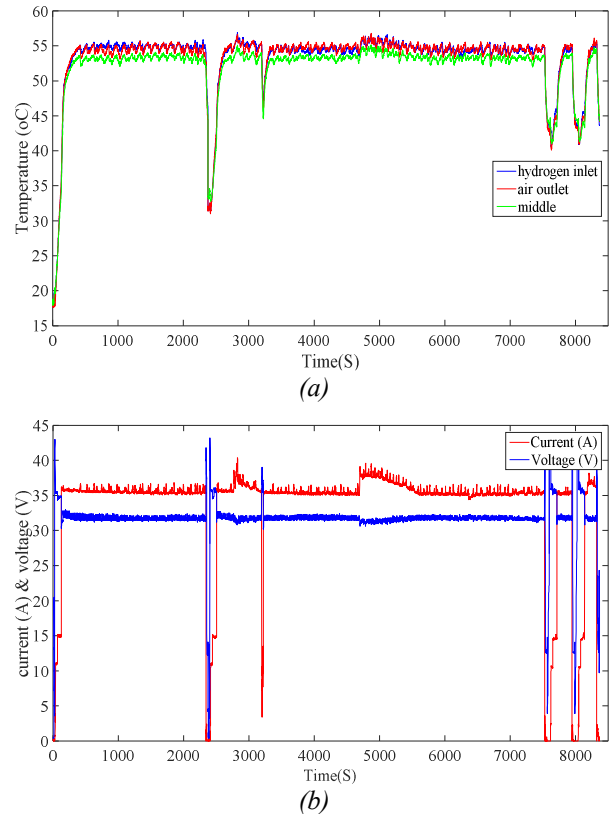 60
55
50
45
40
35
30
25
20
15
Temperature (oC)
hydrogen inlet
air outlet
middle
0 1000 2000 3000 4000 5000 6000 7000 8000
Time(S)
(a)
45
40
35
30
25
20
15
10
5
0
current (A) & voltage (V)
Current (A)
Voltage (V)
0 1000 2000 3000 4000 5000 6000 7000 8000
Time(S)
(b)